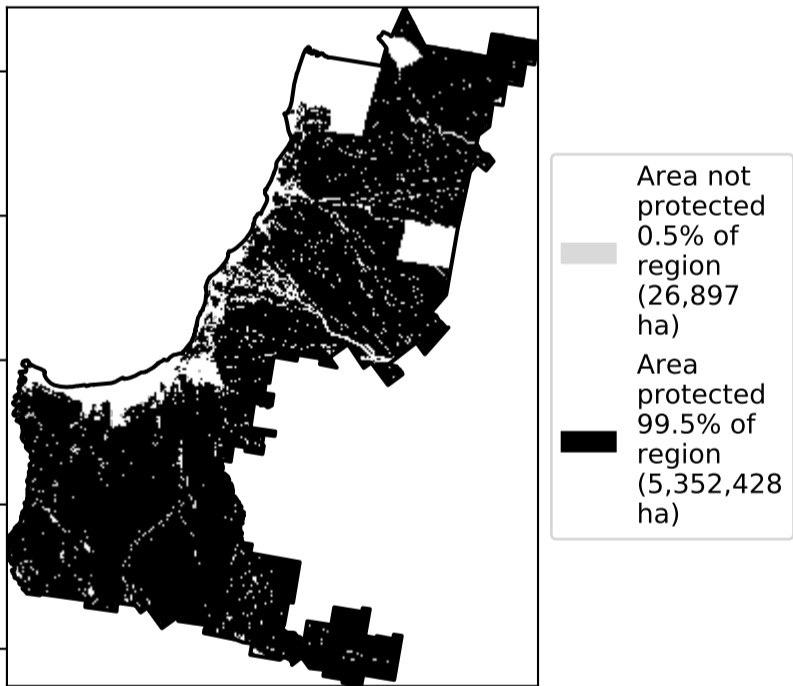 Area not
protected
0.5% of
region
(26,897
ha)
Area
protected
99.5% of
region
(5,352,428
ha)